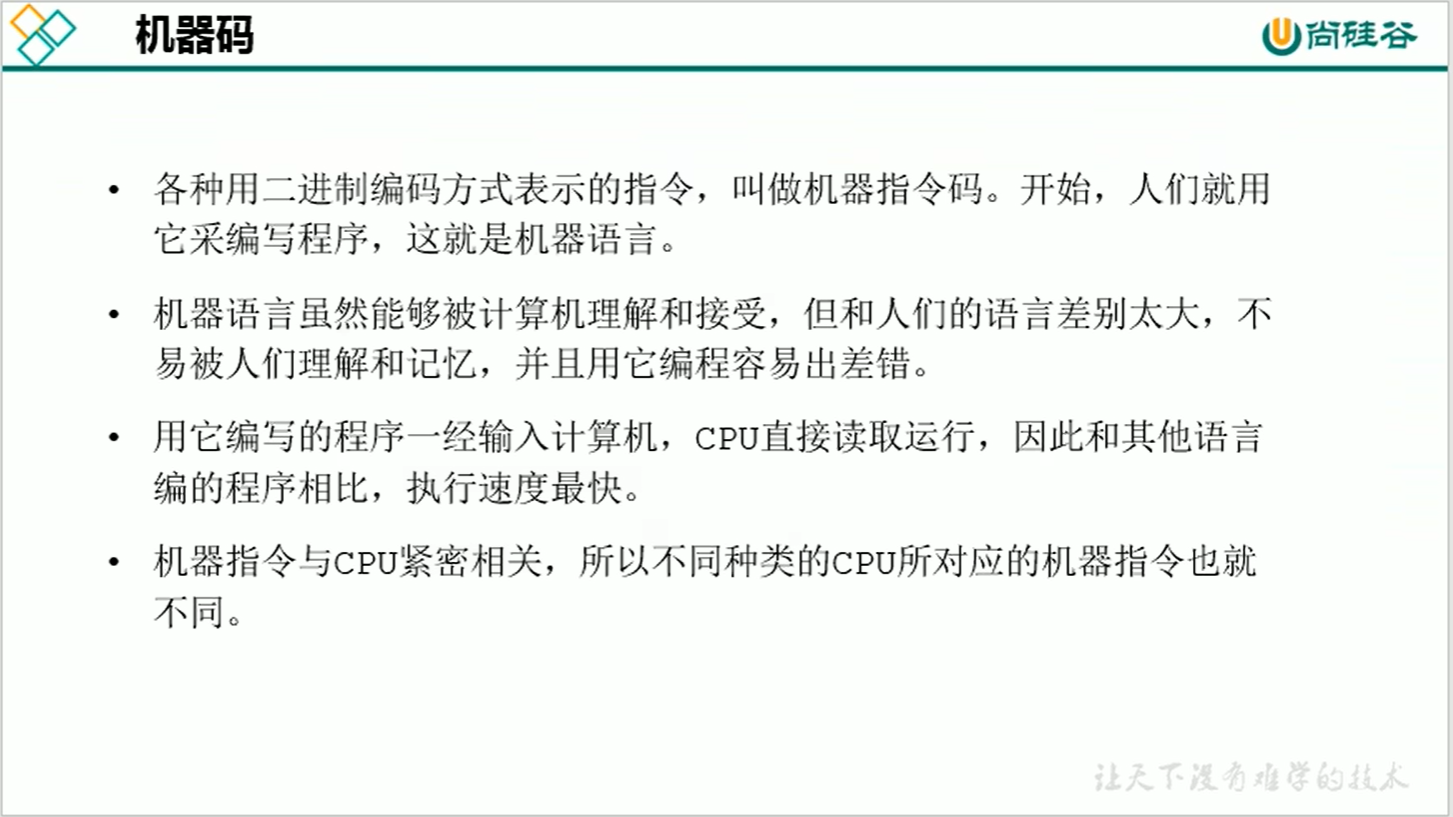 机器码
尚硅谷
各种用二进制编码方式表示的指令，叫做机器指令码。开始，人们就用
它采编写程序，这就是机器语言。
机器语言虽然能够被计算机理解和接受，但和人们的语言差别太大，不
易被人们理解和记忆，并且用它编程容易出差错。
用它编写的程序一经输入计算机，CPU直接读取运行，因此和其他语言
编的程序相比，执行速度最快。
机器指令与CPU紧密相关，所以不同种类的CPU所对应的机器指令也就
不同。
让天下没有难学的技术